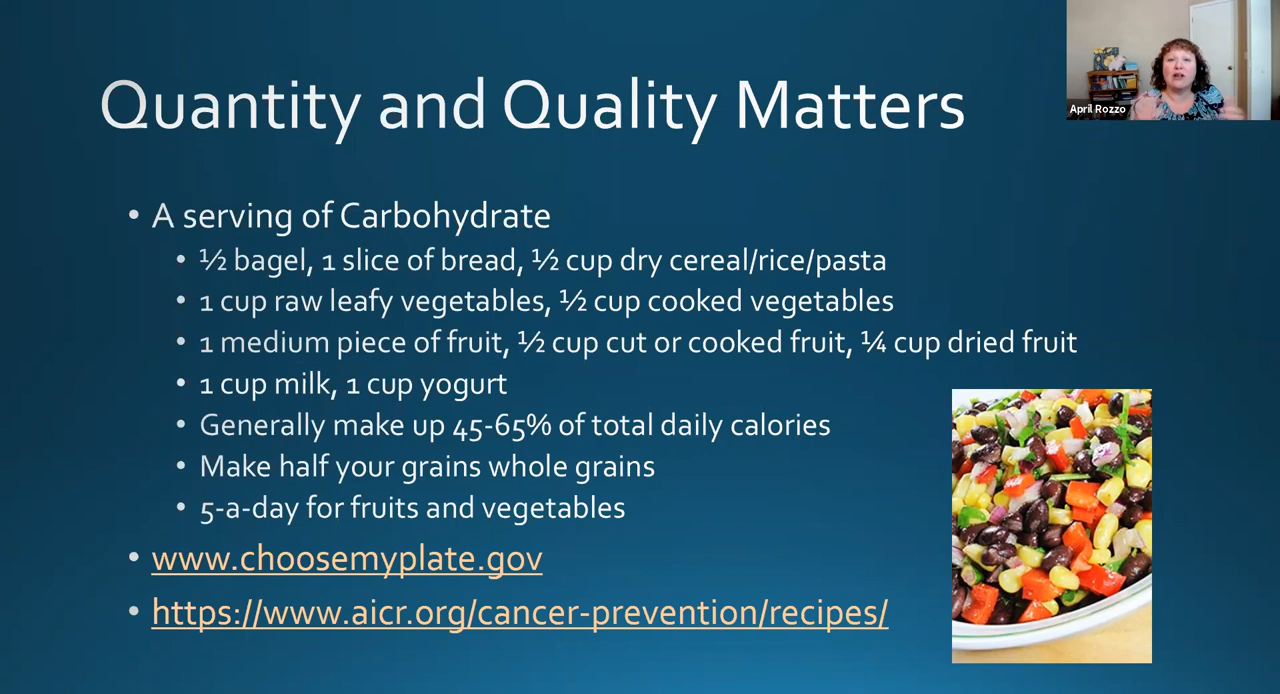 Quantity and Quality Matters
April Rozzo
• A serving of Carbohydrate
• ½ bagel, 1 slice of bread, ½ cup dry cereal/rice/pasta
• 1 cup raw leafy vegetables, ½ cup cooked vegetables
• 1 medium piece of fruit, ½ cup cut or cooked fruit, ¼ cup dried fruit
• 1 cup milk, 1 cup yogurt
• Generally make up 45-65% of total daily calories
• Make half your grains whole grains
• 5-a-day for fruits and vegetables
• www.choosemyplate.gov
• https://www.aicr.org/cancer-prevention/recipes/